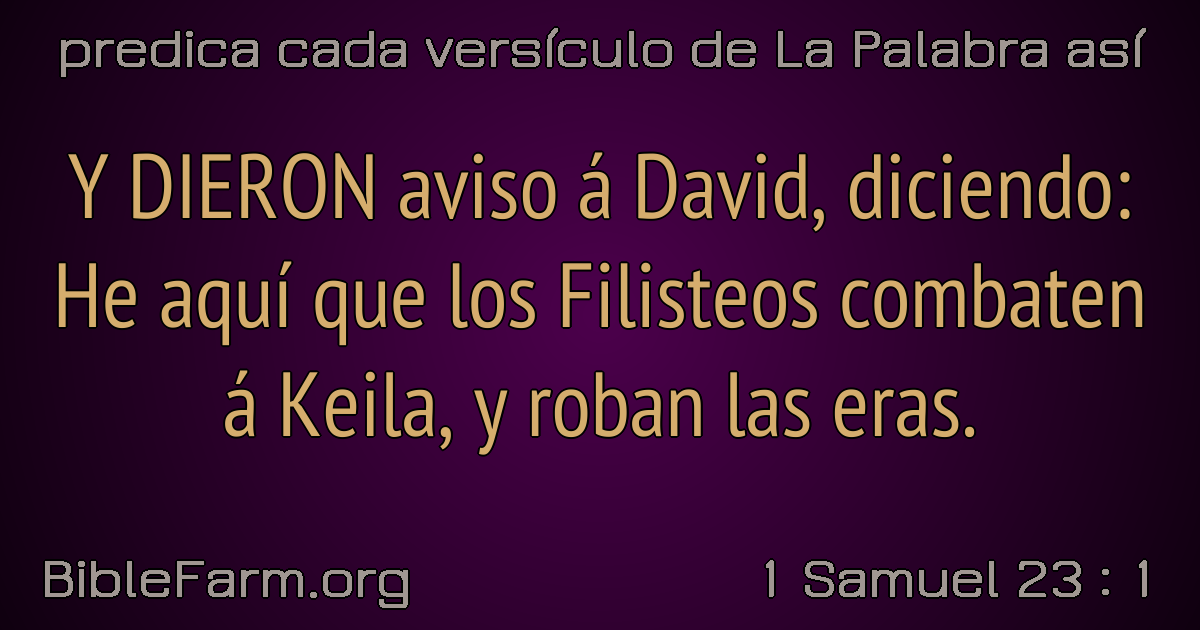 predica cada versículo de La Palabra así
Y DIERON aviso á David, diciendo:
He aquí que los Filisteos combaten
á Keila, y roban las eras.
BibleFarm.org
1 Samuel 23 : 1